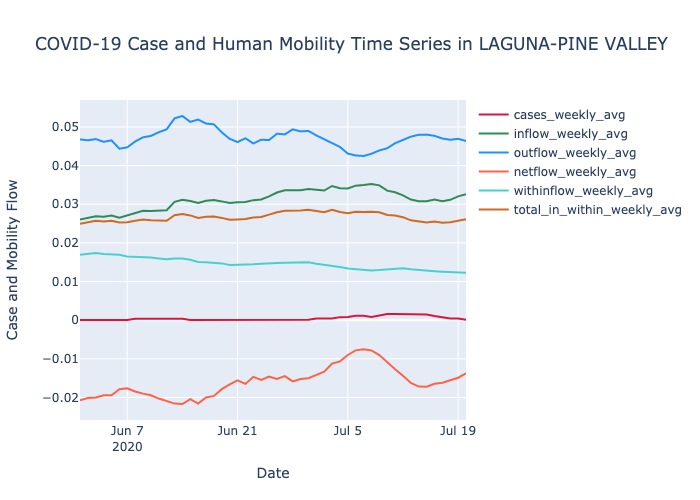 COVID-19 Case and Human Mobility Time Series in LAGUNA-PINE VALLEY
cases_weekly_avg
inflow_weekly_avg
outflow_weekly_avg
netflow_weekly_avg
withinflow_weekly_avg
total_in_within_weekly_avg
Case and Mobility Flow
0.05
0.04
0.03
0.02
0.01
0
−0.01
−0.02
Jun 7
2020
Jun 21
Jul 5
Jul 19
Date